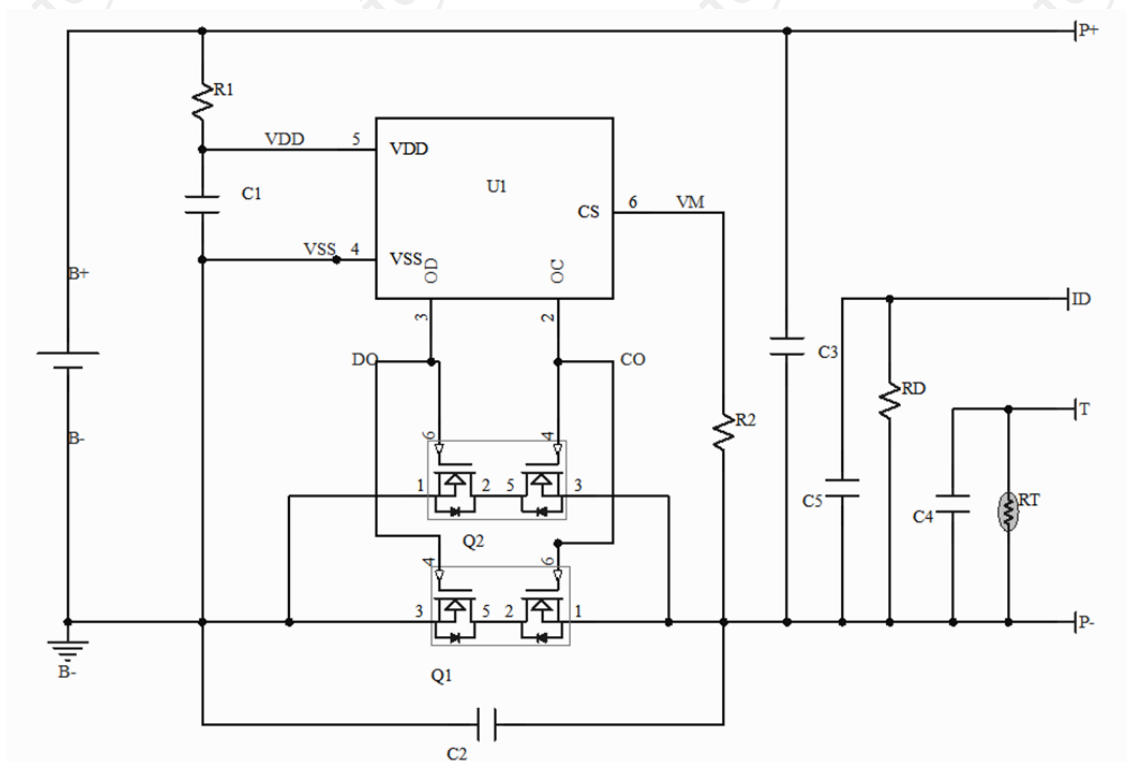 P+
R1
VDD 5 VDD
U1
C1
CS 6 VM
VSS 4 VSS
OD
OC
B+
3
2
ID
DO
CO
C3
RD
T
R2
B-
6
4
1 2 5 3
C5
C4
RT
Q2
4
6
3 5 2 1
P-
B-
Q1
C2